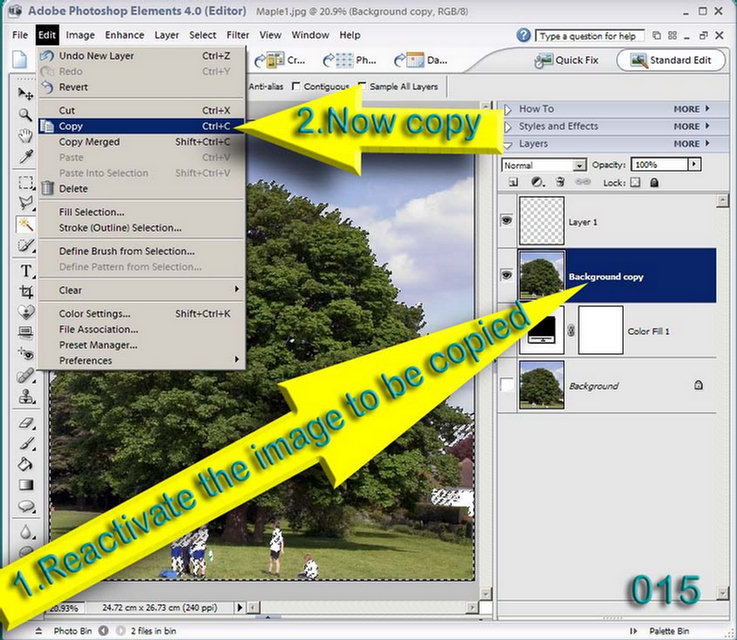 Adobe Photoshop Elements 4.0 (Editor) Maple1.jpg @ 20.9% (Background copy, RGB/8)
File Edit Image Enhance Layer Select Filter View Window Help Type a question for help
Cr... Ph... Da... Quick Fix Standard Edit
Anti-alias Contiguous Sample All Layers
Undo New Layer Ctrl+Z
Redo Ctrl+Y
Revert
Cut Ctrl+X
Copy Ctrl+C
Copy Merged Shift+Ctrl+C
Paste Ctrl+V
Paste Into Selection Shift+Ctrl+V
Delete
Fill Selection...
Stroke (Outline) Selection...
Define Brush from Selection...
Define Pattern from Selection...
Clear
Color Settings... Shift+Ctrl+K
File Association...
Preset Manager...
Preferences
2.Now copy
How To MORE
Styles and Effects MORE
Layers MORE
Normal Opacity: 100%
Lock:
Layer 1
Background copy
Color Fill 1
Background
1.Reactivate the image to be copied
015
20.93% 24.72 cm x 26.73 cm (240 ppi)
Photo Bin 2 files in bin Palette Bin